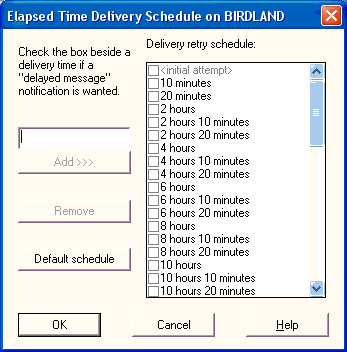 Elapsed Time Delivery Schedule on BIRDLAND
Check the box beside a
delivery time if a
"delayed message"
notification is wanted.
Add >>>
Remove
Default schedule
Delivery retry schedule:
<initial attempt>
10 minutes
20 minutes
2 hours
2 hours 10 minutes
2 hours 20 minutes
4 hours
4 hours 10 minutes
4 hours 20 minutes
6 hours
6 hours 10 minutes
6 hours 20 minutes
8 hours
8 hours 10 minutes
8 hours 20 minutes
10 hours
10 hours 10 minutes
10 hours 20 minutes
OK
Cancel
Help